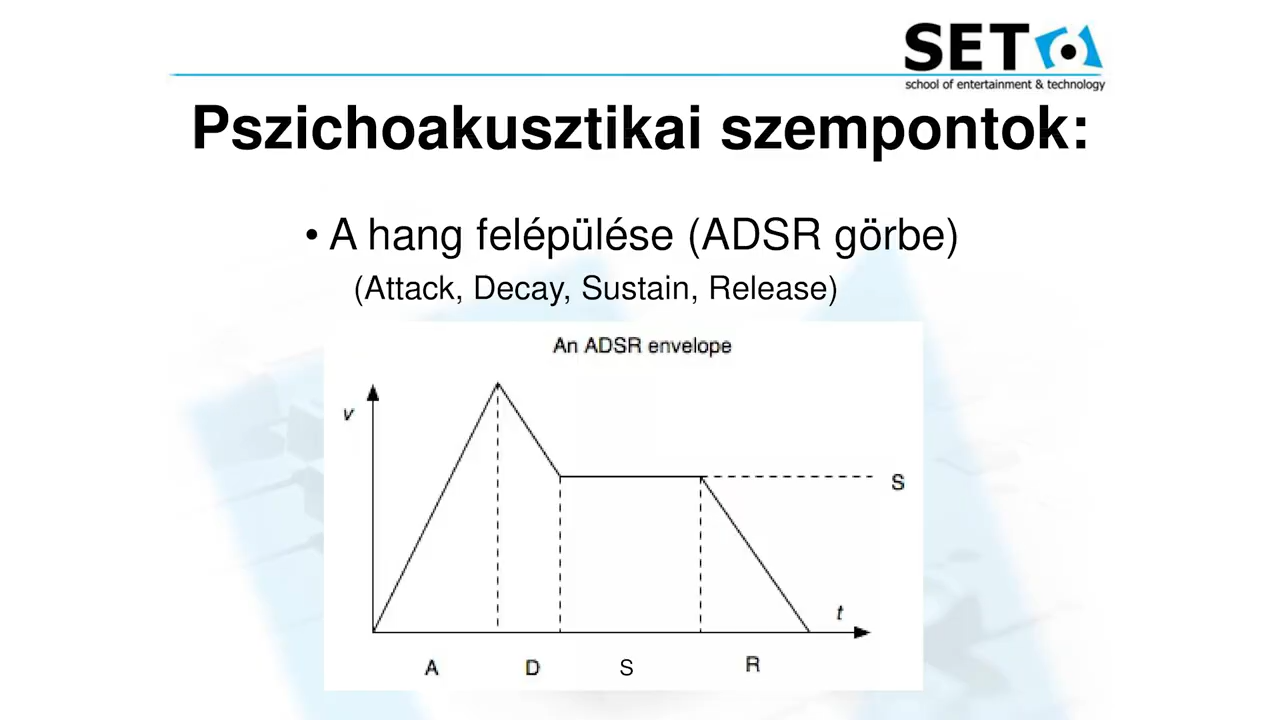 SET
school of entertainment & technology
Pszichoakusztikai szempontok:
• A hang felépülése (ADSR görbe)
(Attack, Decay, Sustain, Release)
An ADSR envelope
v
S
t
A D S R